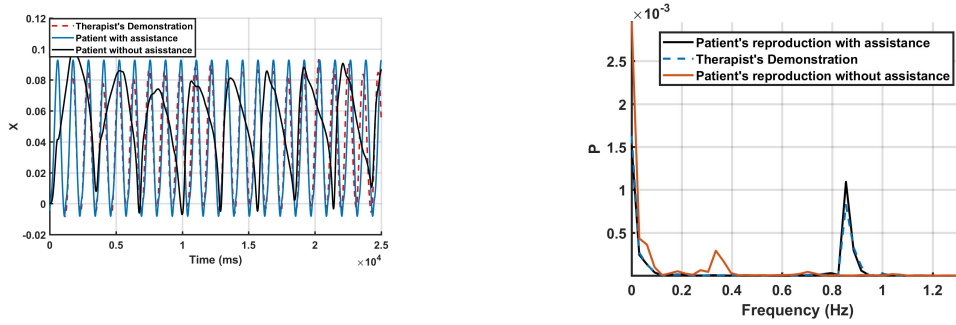 0.12
0.1
0.08
0.06
0.04
0.02
0
-0.02
X
Therapist's Demonstration
Patient with assistance
Patient without asisstance
0 0.5 1 1.5 2 2.5
×10⁴
Time (ms)
×10⁻³
2.5
2
1.5
1
0.5
P
Patient's reproduction with assistance
Therapist's Demonstration
Patient's reproduction without assistance
0 0.2 0.4 0.6 0.8 1 1.2
Frequency (Hz)